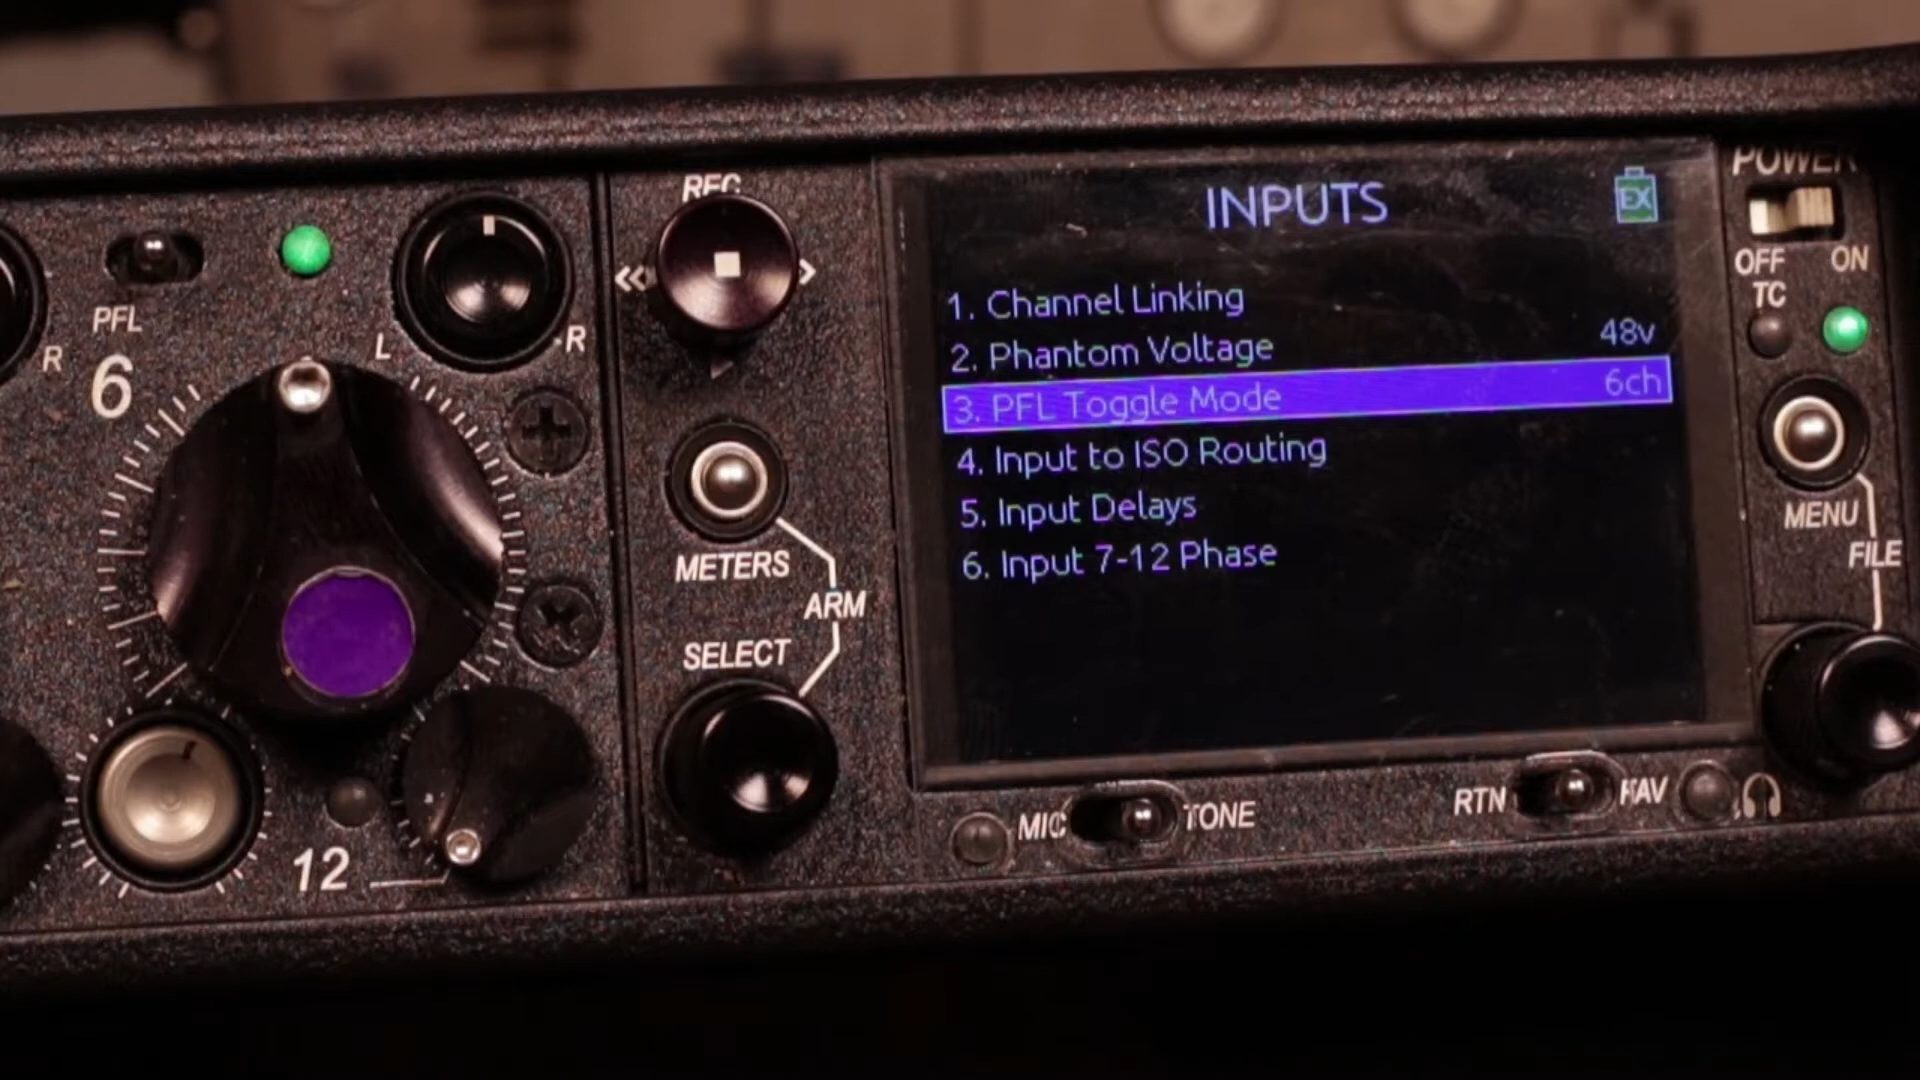 PFL
R
6
L
R
12
REC
METERS
ARM
SELECT
INPUTS
EX
1. Channel Linking
2. Phantom Voltage 48v
3. PFL Toggle Mode 6ch
4. Input to ISO Routing
5. Input Delays
6. Input 7-12 Phase
MIC TONE
RTN FAV
POWER
OFF ON
TC
MENU
FILE